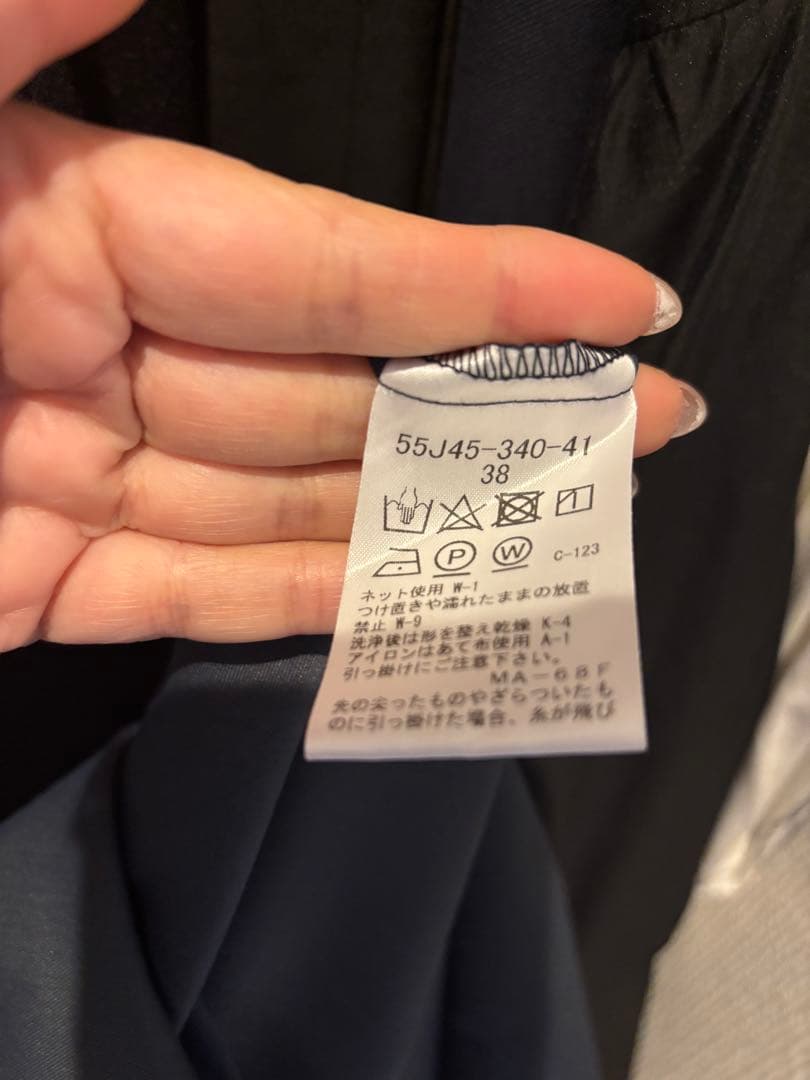 55J45-340-41
38
P W C-123
ネット使用 W-1
つけ置きや濡れたままの放置
禁止 W-9
洗浄後は形を整え乾燥 K-4
アイロンはあて布使用 A-1
引っ掛けにご注意下さい。
MA-68F
先の尖ったものやざらついたも
のに引っ掛けた場合、糸が飛び